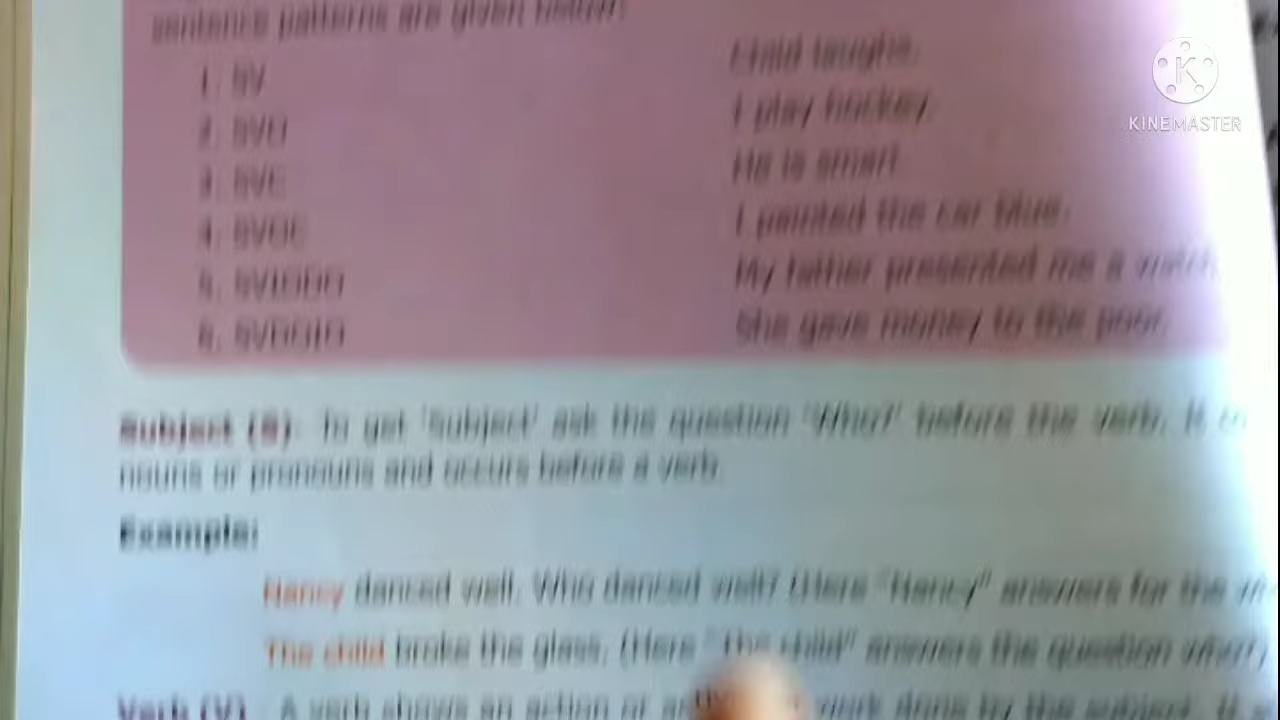 sentence patterns are given below:
1. SV Child laughs.
2. SVO I play hockey.
3. SVC He is smart.
4. SVOC I painted the car blue.
5. SVIODO My father presented me a watch.
6. SVDOIO She gave money to the poor.
Subject (S): To get 'Subject' ask the question 'Who?' before the verb. It
nouns or pronouns and occurs before a verb.
Example:
Nancy danced well. Who danced well? (Here "Nancy" answers for the
The child broke the glass. (Here "The child" answers the question who?)
Verb (V) A verb shows an action or work done by the subject.
KINEMASTER